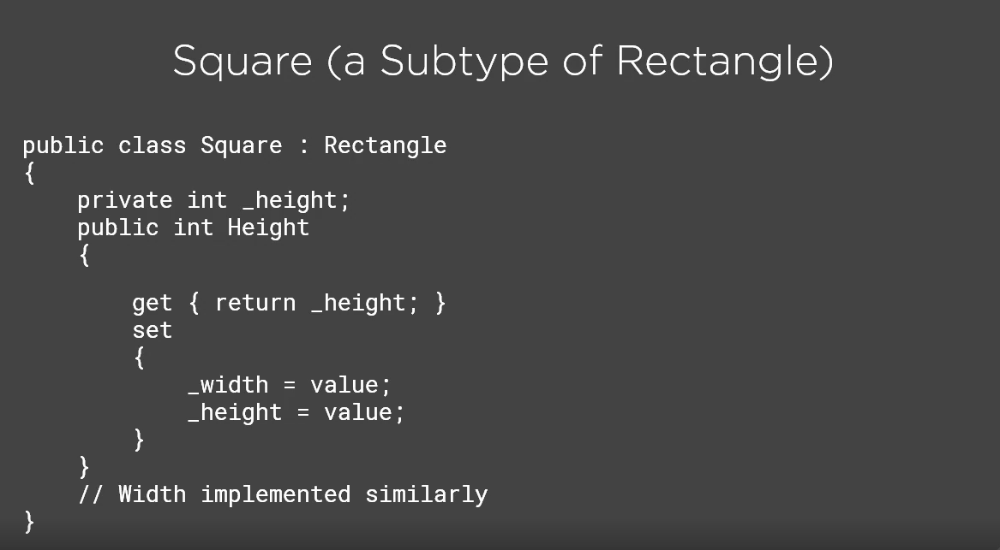 Square (a Subtype of Rectangle)
public class Square : Rectangle
{
    private int _height;
    public int Height
    {
        get { return _height; }
        set
        {
            _width = value;
            _height = value;
        }
    }
    // Width implemented similarly
}